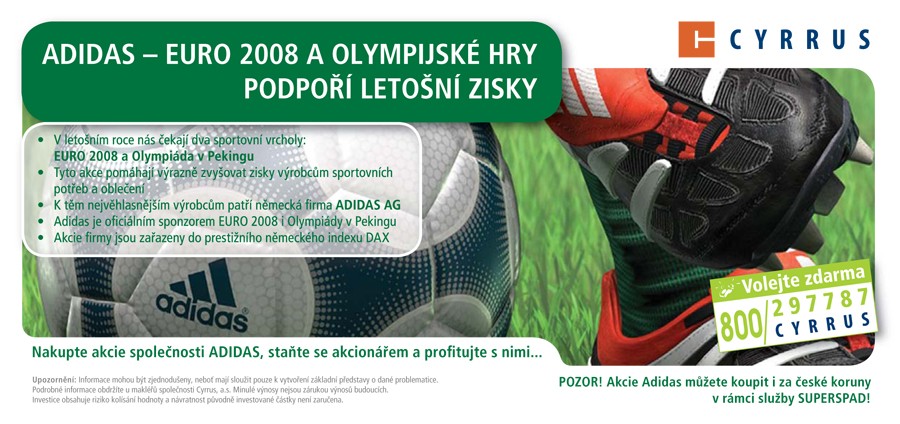 ADIDAS – EURO 2008 A OLYMPIJSKÉ HRY
PODPOŘÍ LETOŠNÍ ZISKY
CYRRUS
• V letošním roce nás čekají dva sportovní vrcholy:
EURO 2008 a Olympiáda v Pekingu
• Tyto akce pomáhají výrazně zvyšovat zisky výrobcům sportovních
potřeb a oblečení
• K těm nejvěhlasnějším výrobcům patří německá firma ADIDAS AG
• Adidas je oficiálním sponzorem EURO 2008 i Olympiády v Pekingu
• Akcie firmy jsou zařazeny do prestižního německého indexu DAX
adidas®
Volejte zdarma
800/297787
CYRRUS
Nakupte akcie společnosti ADIDAS, staňte se akcionářem a profitujte s nimi...
Upozornění: Informace mohou být zjednodušeny, neboť mají sloužit pouze k vytvoření základní představy o dané problematice.
Podrobné informace obdržíte u makléřů společnosti Cyrrus, a.s. Minulé výnosy nejsou zárukou výnosů budoucích.
Investice obsahuje riziko kolísání hodnoty a návratnost původně investované částky není zaručena.
POZOR! Akcie Adidas můžete koupit i za české koruny
v rámci služby SUPERSPAD!